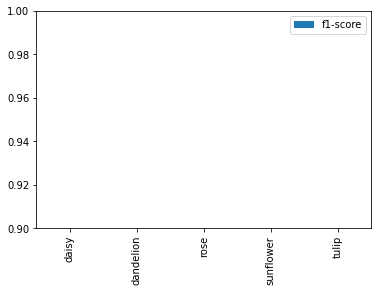 1.00
f1-score
0.98
0.96
0.94
0.92
0.90
daisy
dandelion
rose
sunflower
tulip